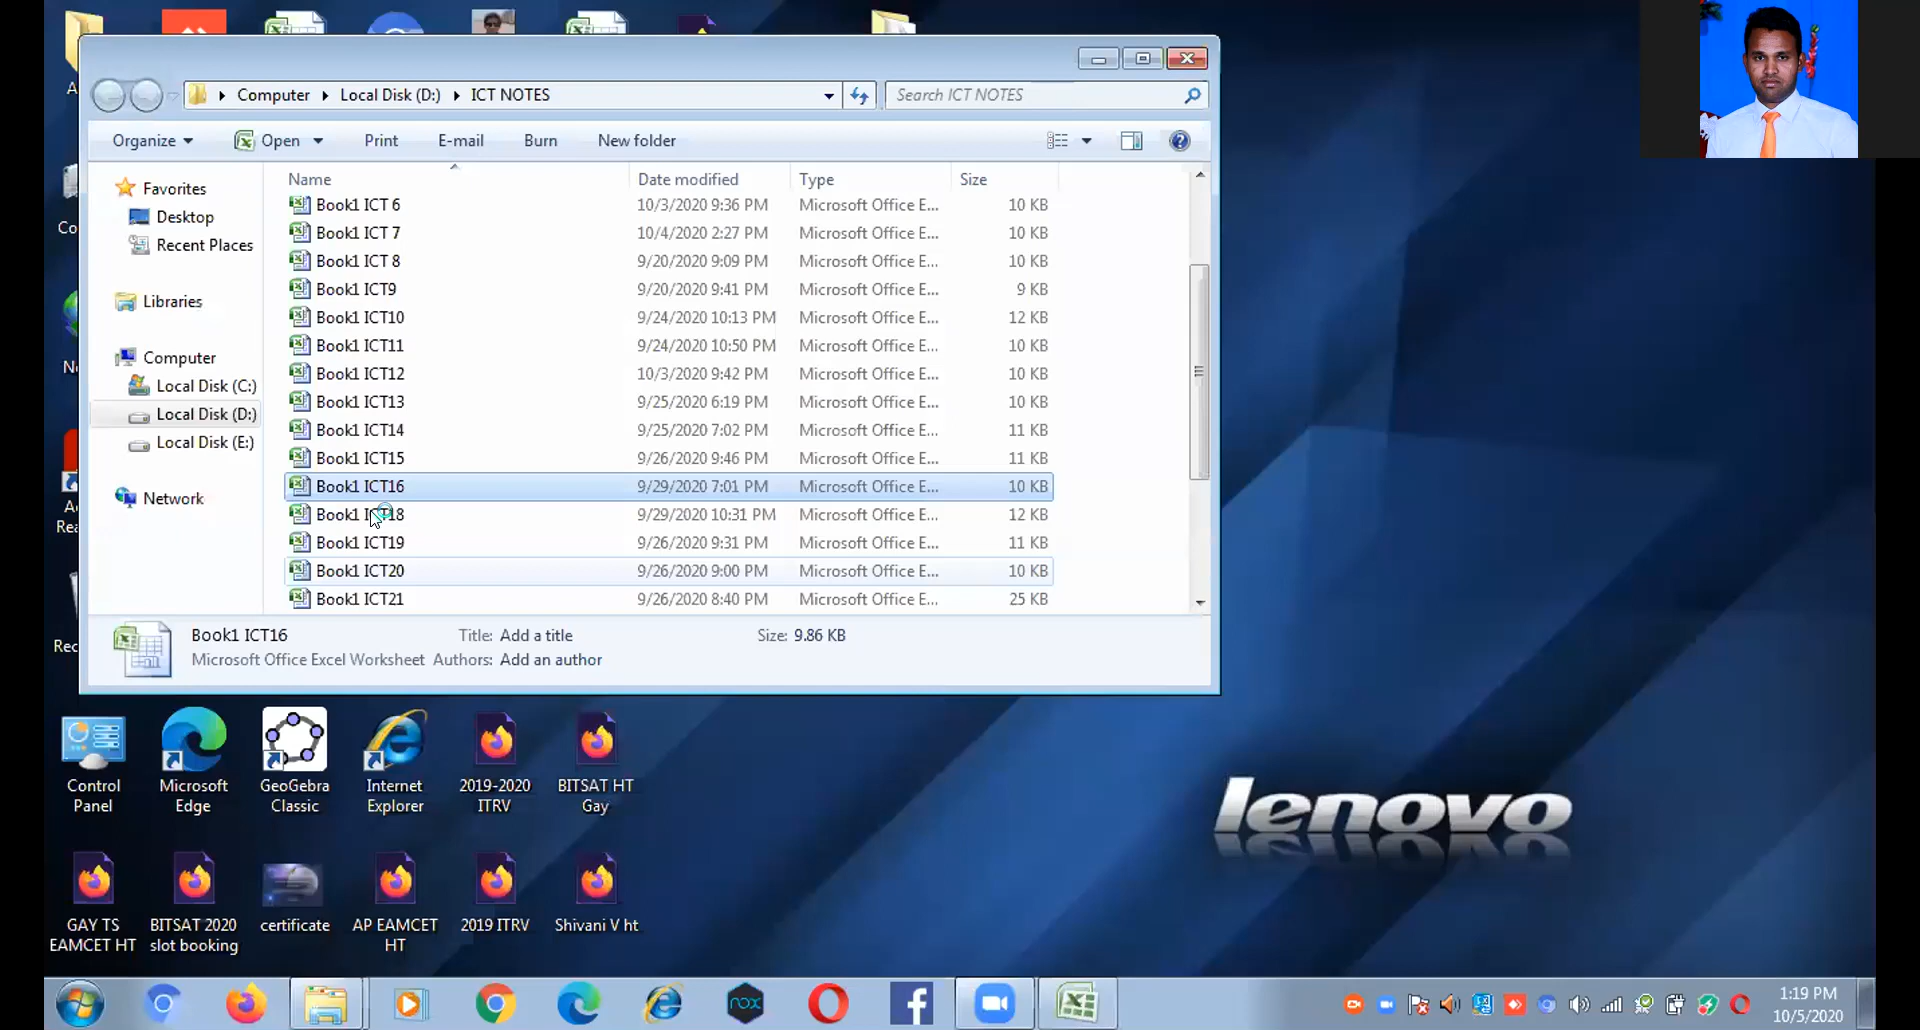 Computer Local Disk (D:) ICT NOTES
Search ICT NOTES
Organize Open Print E-mail Burn New folder
Name Date modified Type Size
Favorites
Desktop
Recent Places
Libraries
Computer
Local Disk (C:)
Local Disk (D:)
Local Disk (E:)
Network
Book1 ICT 6 10/3/2020 9:36 PM Microsoft Office E... 10 KB
Book1 ICT 7 10/4/2020 2:27 PM Microsoft Office E... 10 KB
Book1 ICT 8 9/20/2020 9:09 PM Microsoft Office E... 10 KB
Book1 ICT9 9/20/2020 9:41 PM Microsoft Office E... 9 KB
Book1 ICT10 9/24/2020 10:13 PM Microsoft Office E... 12 KB
Book1 ICT11 9/24/2020 10:50 PM Microsoft Office E... 10 KB
Book1 ICT12 10/3/2020 9:42 PM Microsoft Office E... 10 KB
Book1 ICT13 9/25/2020 6:19 PM Microsoft Office E... 10 KB
Book1 ICT14 9/25/2020 7:02 PM Microsoft Office E... 11 KB
Book1 ICT15 9/26/2020 9:46 PM Microsoft Office E... 11 KB
Book1 ICT16 9/29/2020 7:01 PM Microsoft Office E... 10 KB
Book1 ICT18 9/29/2020 10:31 PM Microsoft Office E... 12 KB
Book1 ICT19 9/26/2020 9:31 PM Microsoft Office E... 11 KB
Book1 ICT20 9/26/2020 9:00 PM Microsoft Office E... 10 KB
Book1 ICT21 9/26/2020 8:40 PM Microsoft Office E... 25 KB
Book1 ICT16 Title: Add a title Size: 9.86 KB
Microsoft Office Excel Worksheet Authors: Add an author
Control Panel
Microsoft Edge
GeoGebra Classic
Internet Explorer
2019-2020 ITRV
BITSAT HT Gay
lenovo
GAY TS EAMCET HT
BITSAT 2020 slot booking
certificate
AP EAMCET HT
2019 ITRV
Shivani V ht
nox
1:19 PM
10/5/2020